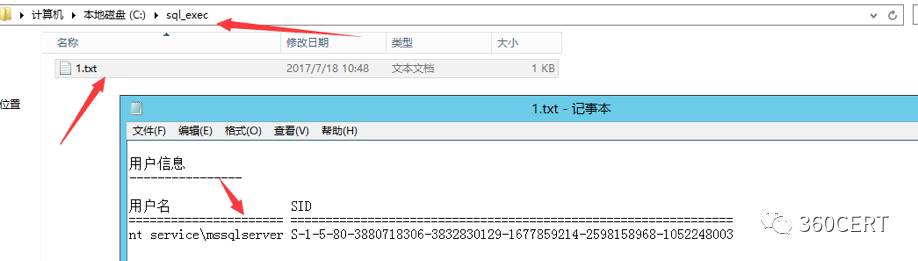 计算机 ▸ 本地磁盘 (C:) ▸ sql_exec
名称 修改日期 类型 大小
1.txt 2017/7/18 10:48 文本文档 1 KB
位置
1.txt - 记事本
文件(F) 编辑(E) 格式(O) 查看(V) 帮助(H)
用户信息
----------------
用户名 SID
====================== ==============================================================
nt service\mssqlserver S-1-5-80-3880718306-3832830129-1677859214-2598158968-1052248003
360CERT